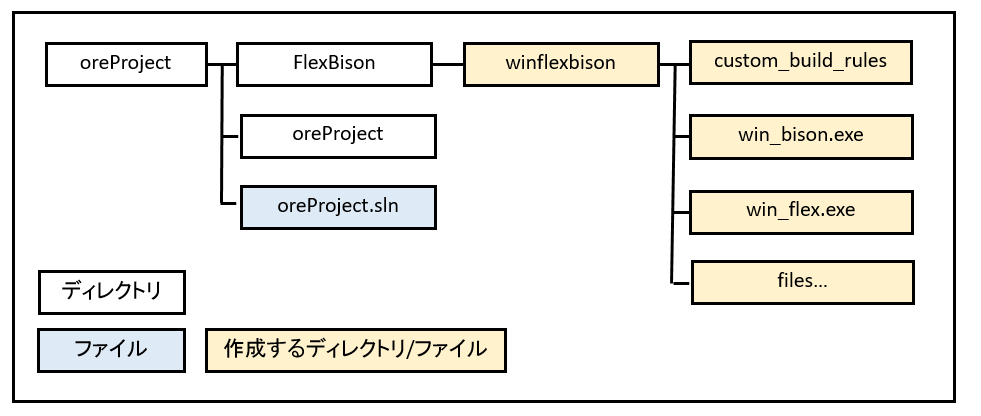 oreProject
FlexBison
winflexbison
custom_build_rules
oreProject
win_bison.exe
oreProject.sln
win_flex.exe
files...
ディレクトリ
ファイル
作成するディレクトリ/ファイル